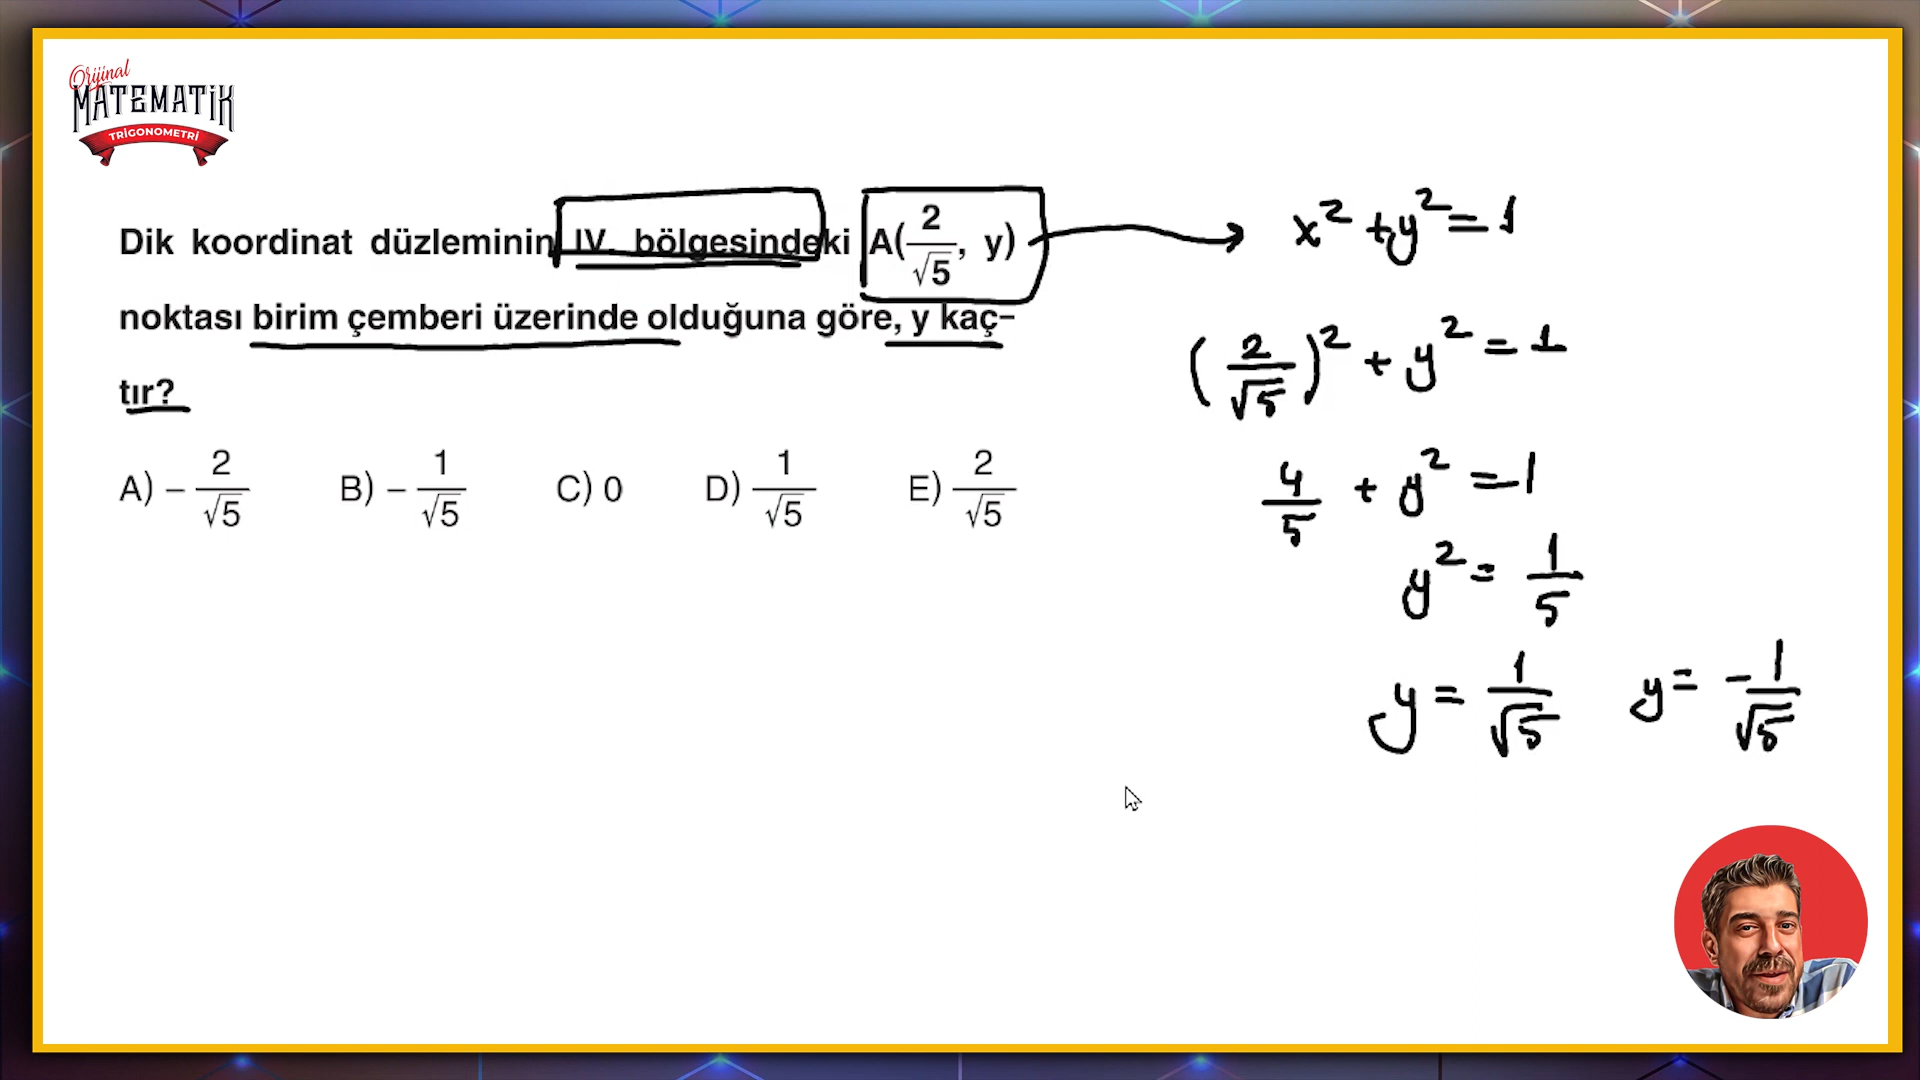 Orijinal
MATEMATİK
TRİGONOMETRİ
Dik koordinat düzleminin IV. bölgesindeki A(2/√5, y)
noktası birim çemberi üzerinde olduğuna göre, y kaç-
tır?
A) – 2/√5 B) – 1/√5 C) 0 D) 1/√5 E) 2/√5
x² + y² = 1
(2/√5)² + y² = 1
4/5 + y² = 1
y² = 1/5
y = 1/√5 y = -1/√5